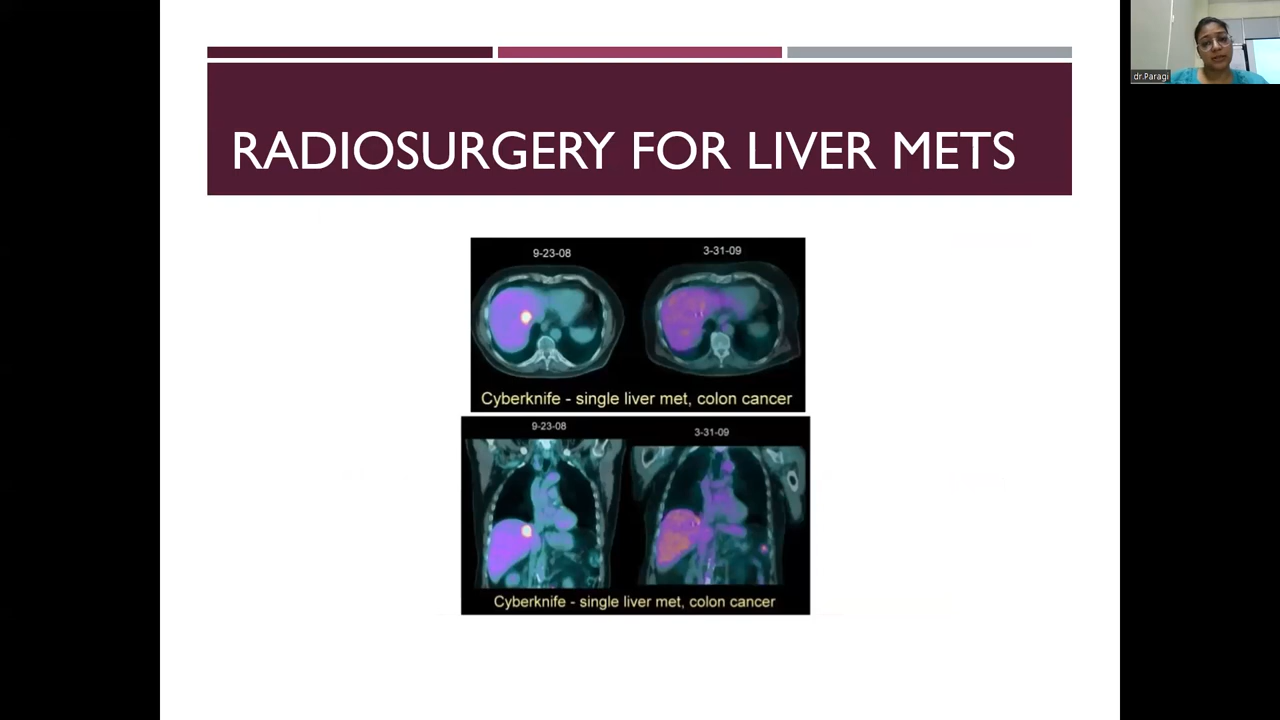 RADIOSURGERY FOR LIVER METS
dr.Paragi
9-23-08 3-31-09
Cyberknife - single liver met, colon cancer
9-23-08 3-31-09
Cyberknife - single liver met, colon cancer